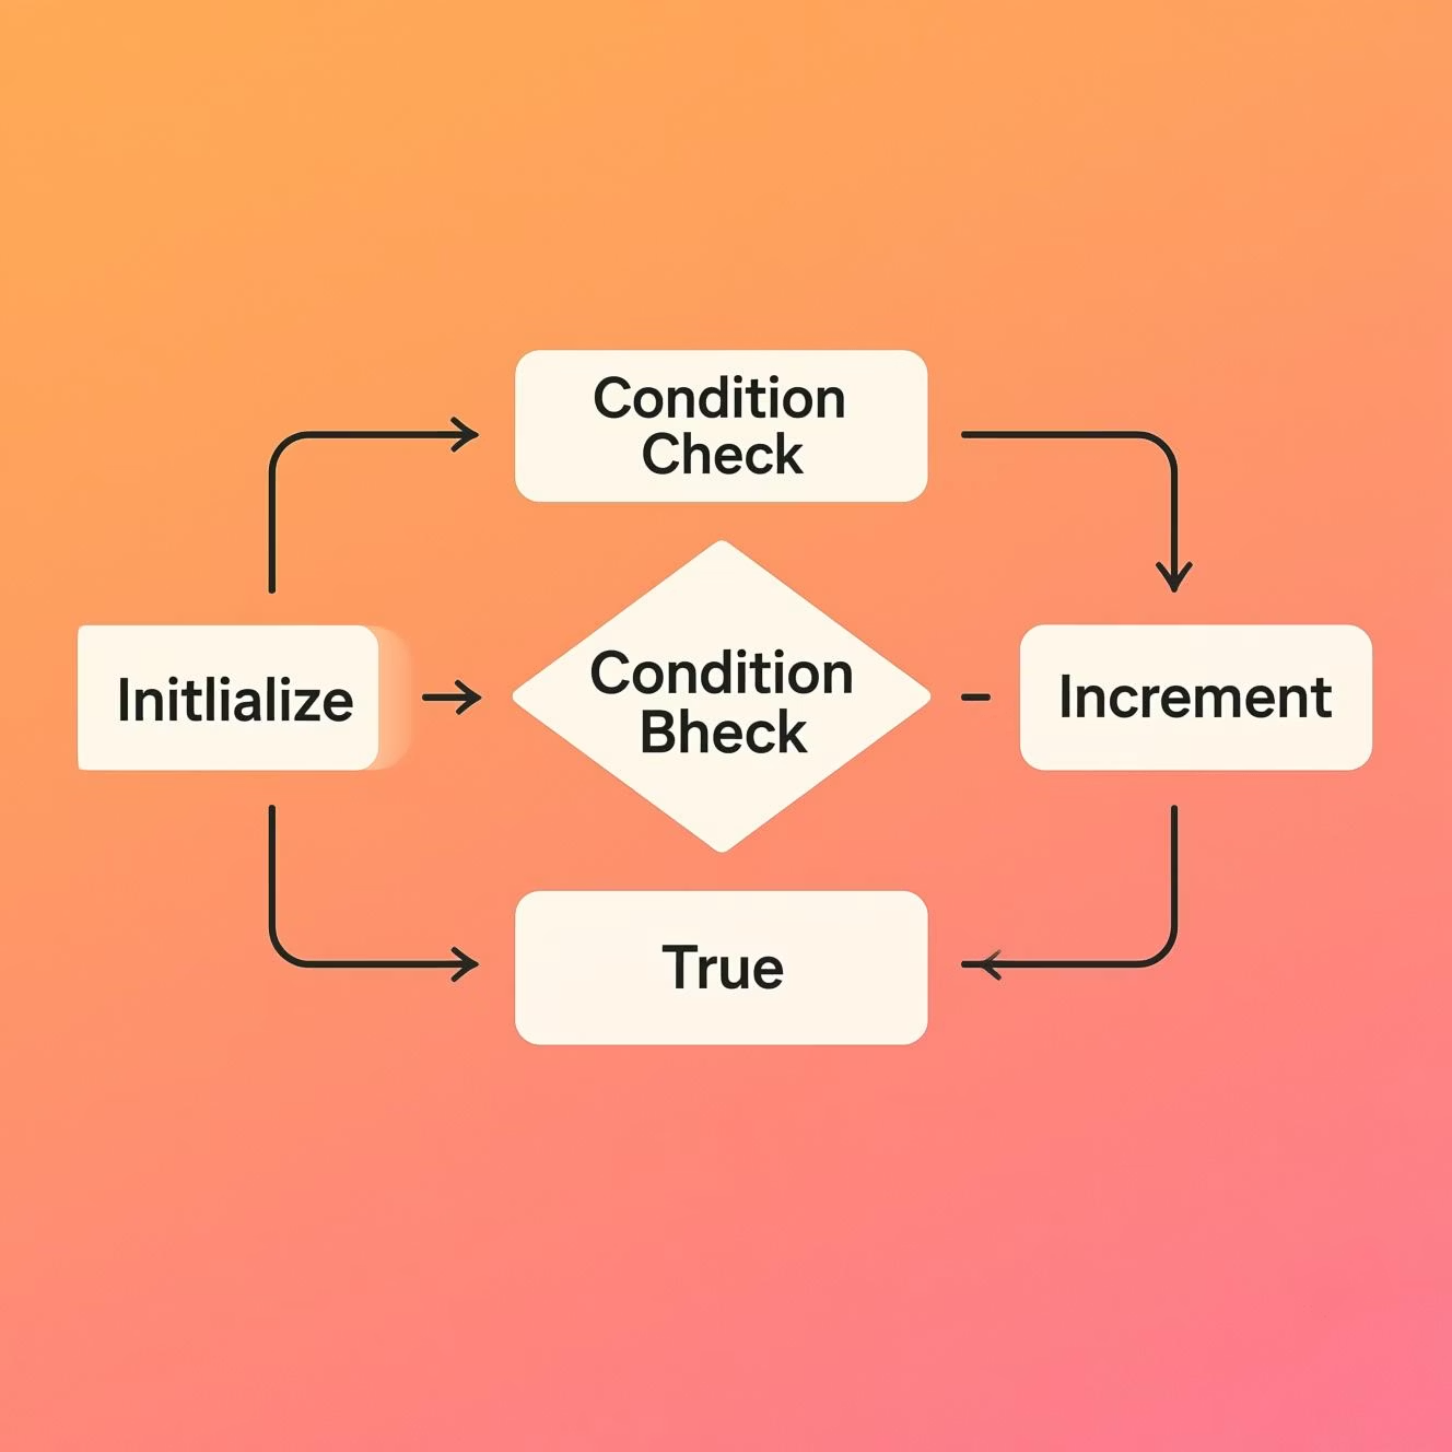 Condition
Check
Initlialize
Condition
Bheck
Increment
True